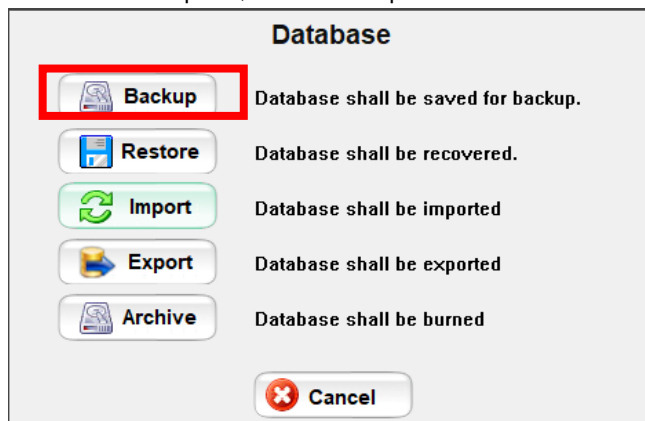 Database
Backup Database shall be saved for backup.
Restore Database shall be recovered.
Import Database shall be imported
Export Database shall be exported
Archive Database shall be burned
Cancel